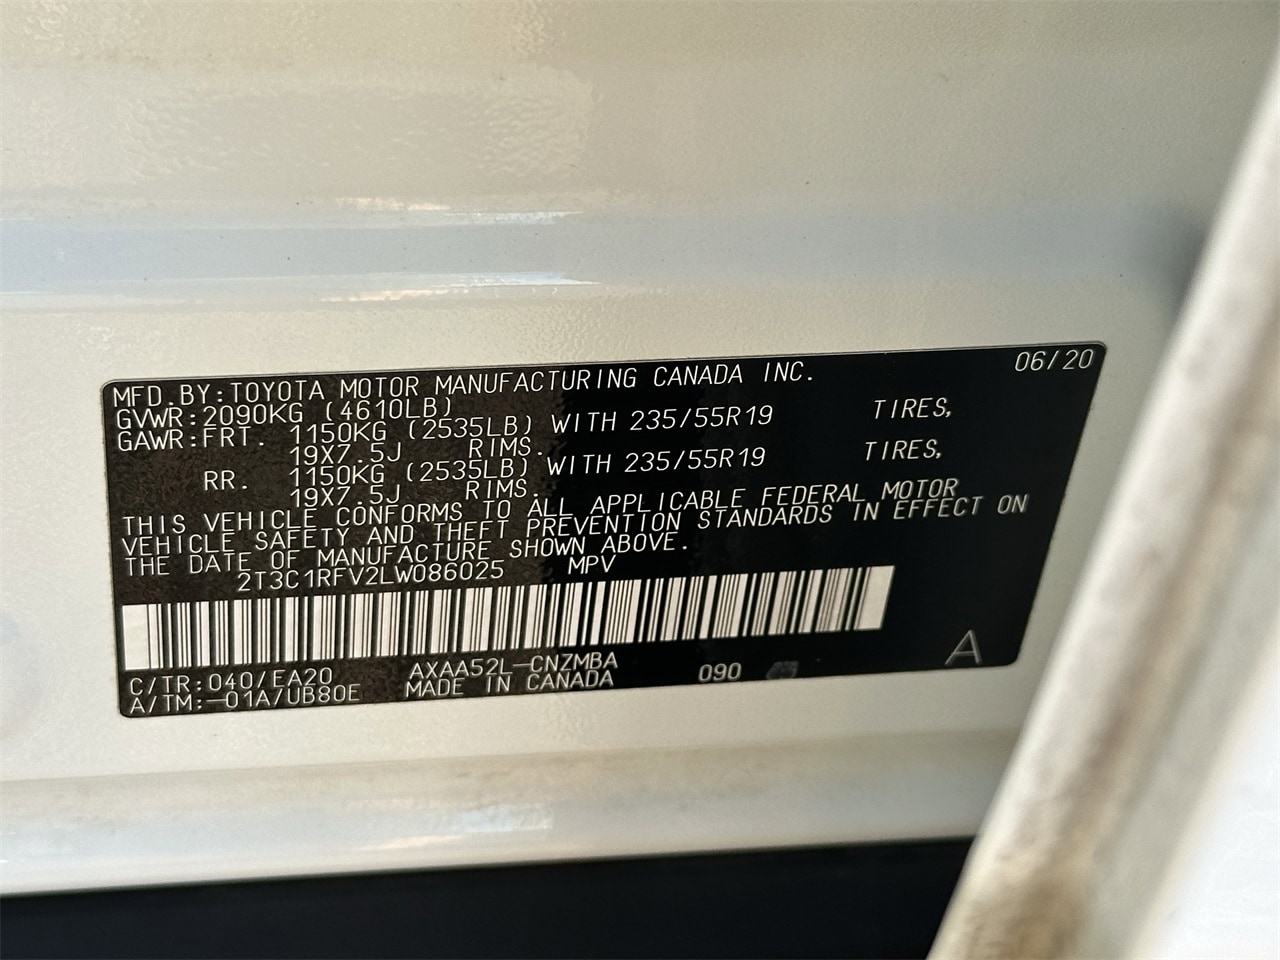 06/20
MFD.BY:TOYOTA MOTOR MANUFACTURING CANADA INC.
GVWR:2090KG (4610LB)
GAWR:FRT. 1150KG (2535LB) WITH 235/55R19 TIRES,
19X7.5J RIMS.
RR. 1150KG (2535LB) WITH 235/55R19 TIRES,
19X7.5J RIMS.
THIS VEHICLE CONFORMS TO ALL APPLICABLE FEDERAL MOTOR
VEHICLE SAFETY AND THEFT PREVENTION STANDARDS IN EFFECT ON
THE DATE OF MANUFACTURE SHOWN ABOVE.
2T3C1RFV2LW086025 MPV
C/TR:040/EA20 AXAA52L-CNZMBA 090
A/TM:-01A/UB80E MADE IN CANADA
A